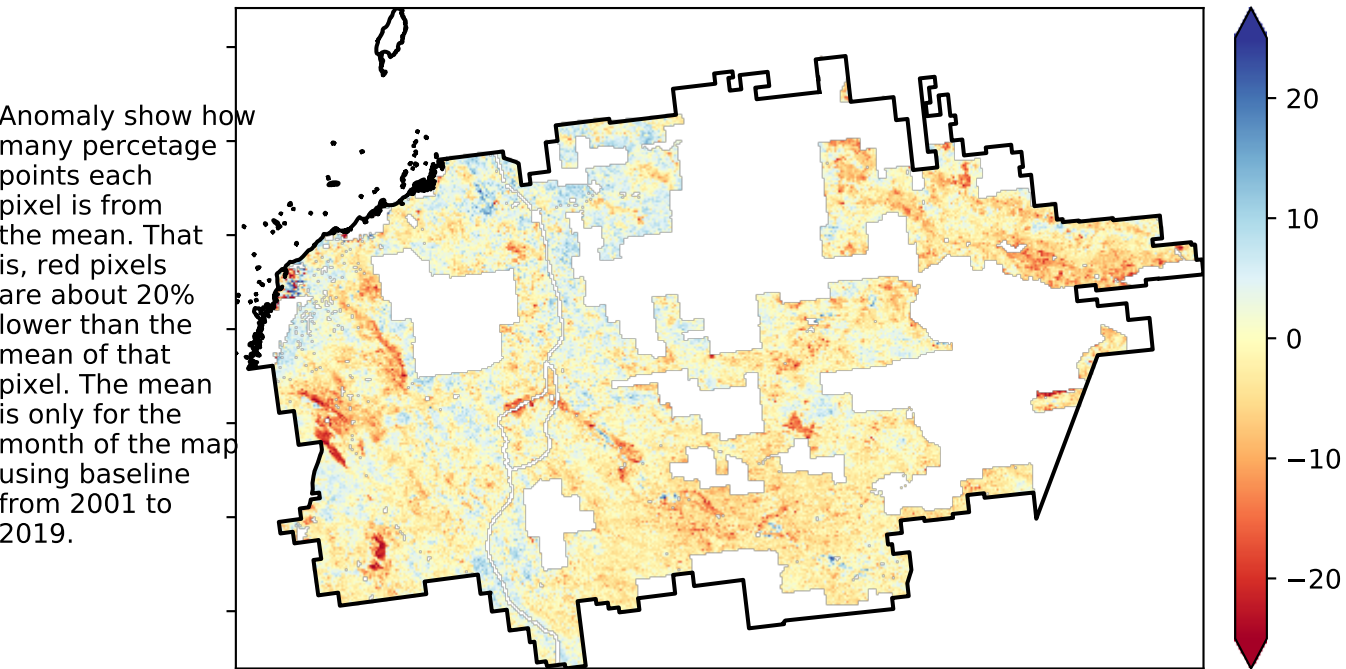 Anomaly show how
many percetage
points each
pixel is from
the mean. That
is, red pixels
are about 20%
lower than the
mean of that
pixel. The mean
is only for the
month of the map
using baseline
from 2001 to
2019.
20
10
0
−10
−20